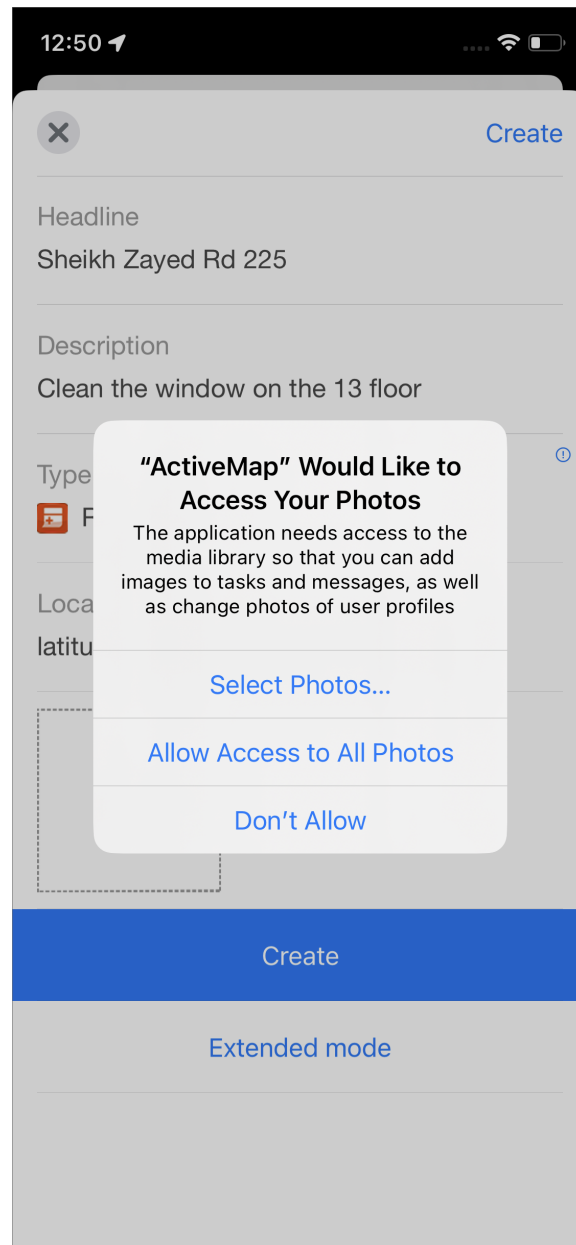 12:50
Create
Headline
Sheikh Zayed Rd 225
Description
Clean the window on the 13 floor
Type
“ActiveMap” Would Like to
Access Your Photos
The application needs access to the
media library so that you can add
images to tasks and messages, as well
as change photos of user profiles
Select Photos...
Allow Access to All Photos
Don’t Allow
Create
Extended mode